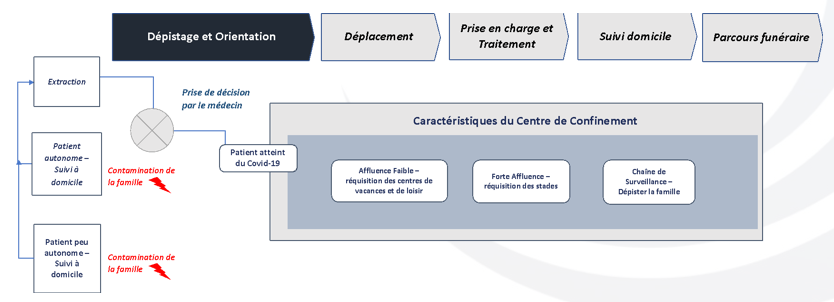 Dépistage et Orientation
Déplacement
Prise en charge et
Traitement
Suivi domicile
Parcours funéraire
Extraction
Prise de décision
par le médecin
Caractéristiques du Centre de Confinement
Patient
autonome –
Suivi à
domicile
Contamination de
la famille
Patient atteint
du Covid-19
Affluence Faible –
réquisition des centres de
vacances et de loisir
Forte Affluence –
réquisition des stades
Chaîne de
Surveillance –
Dépister la famille
Patient peu
autonome –
Suivi à
domicile
Contamination de
la famille